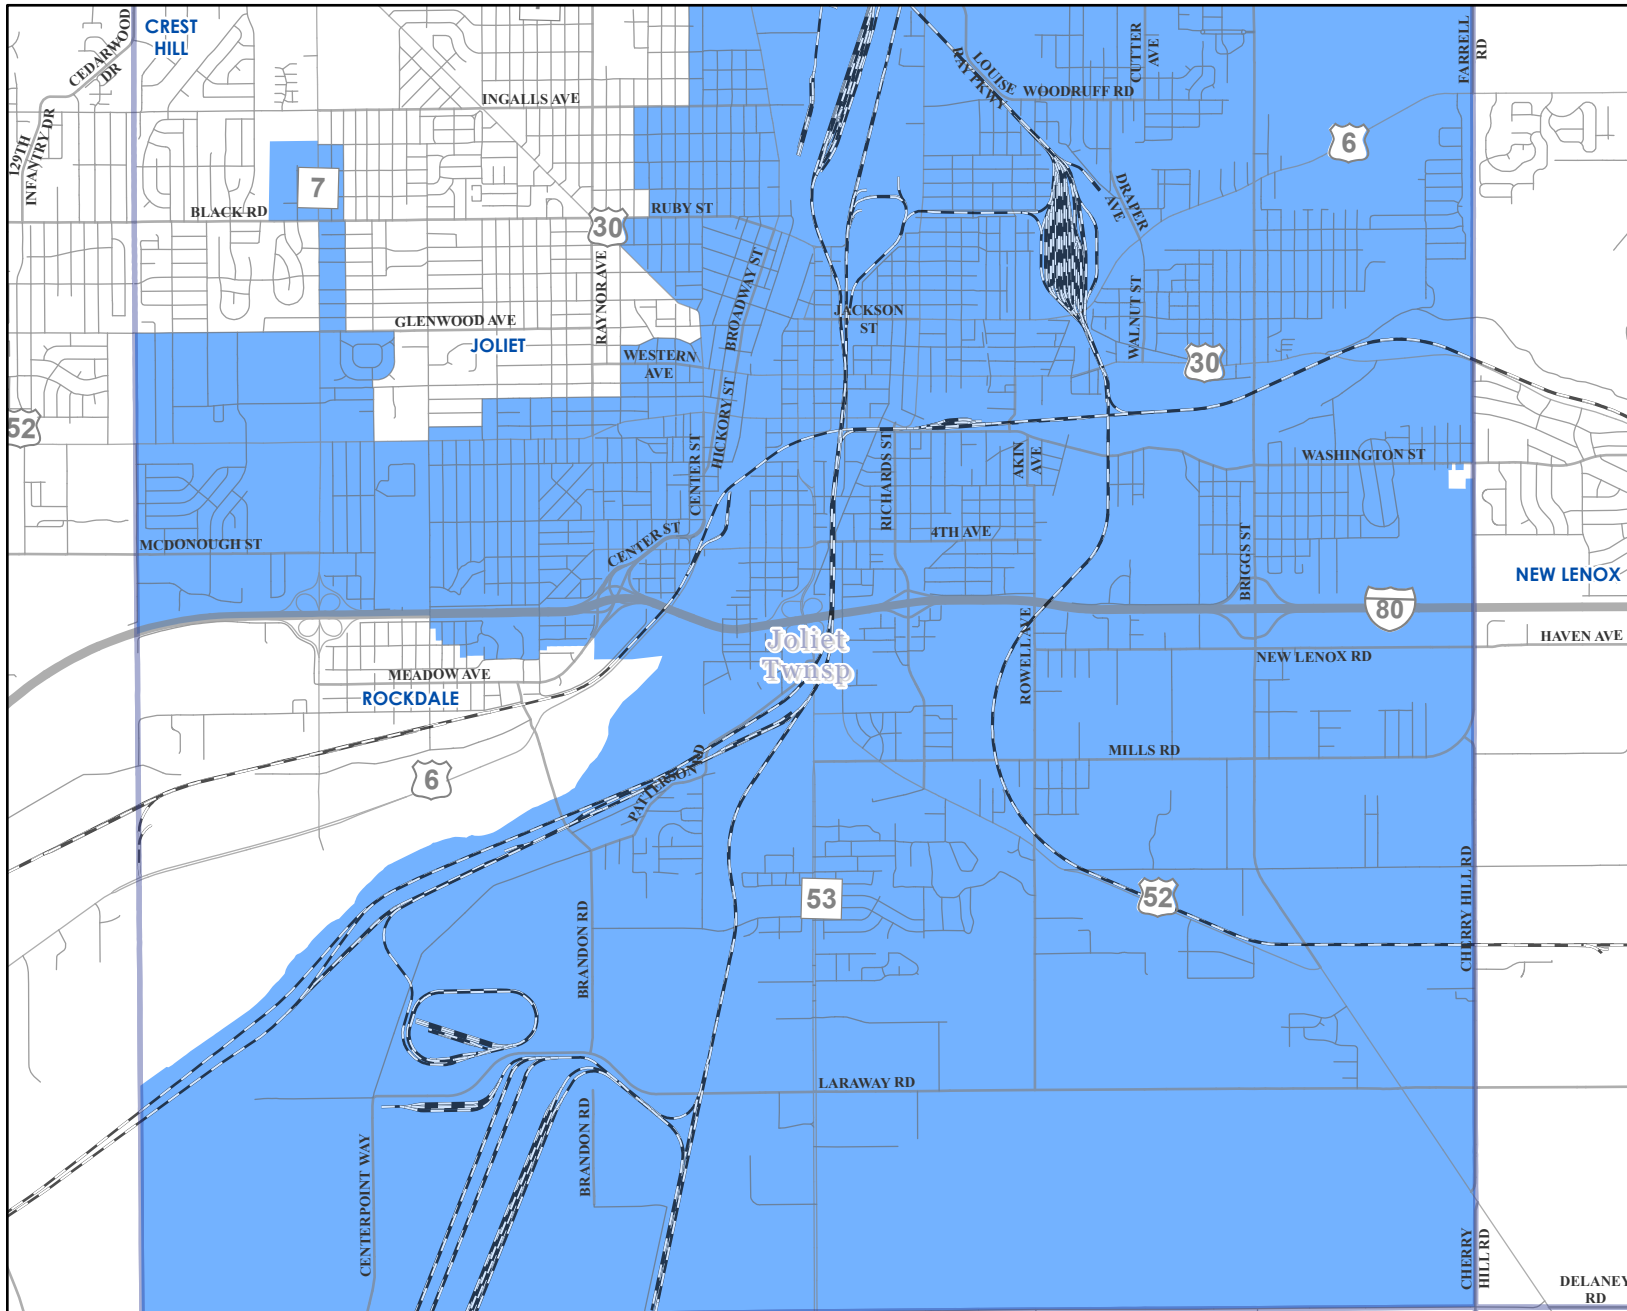 CREST
HILL
CEDARWOOD
DR
129TH
INFANTRY DR
INGALLS AVE
7
BLACK RD
30
RUBY ST
RAYNOR AVE
BROADWAY ST
GLENWOOD AVE
JOLIET
WESTERN
AVE
HICKORY ST
CENTER ST
52
MCDONOUGH ST
CENTER ST
LOUISE
RAY PKWY
WOODRUFF RD
CUTTER
AVE
FARRELL
RD
6
DRAPER
AVE
JACKSON
ST
WALNUT ST
30
RICHARDS ST
AKIN
AVE
WASHINGTON ST
4TH AVE
BRIGGS ST
NEW LENOX
80
HAVEN AVE
NEW LENOX RD
ROWELL AVE
Joliet
Twnsp
MEADOW AVE
ROCKDALE
6
PATTERSON RD
MILLS RD
53
52
CHERRY HILL RD
BRANDON RD
LARAWAY RD
CENTERPOINT WAY
BRANDON RD
CHERRY
HILL RD
DELANEY
RD